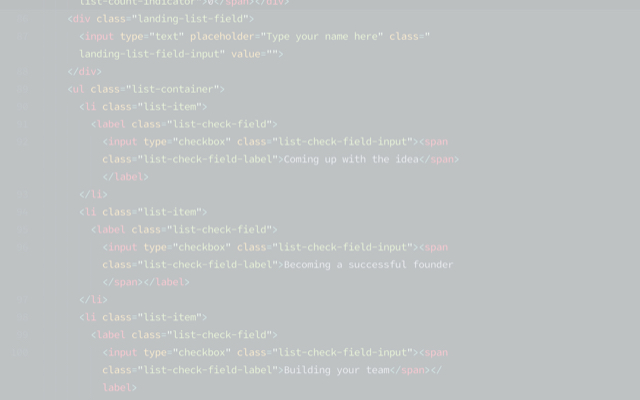 list-count-indicator">0</span></div>
<div class="landing-list-field">
<input type="text" placeholder="Type your name here" class="
landing-list-field-input" value="">
</div>
<ul class="list-container">
<li class="list-item">
<label class="list-check-field">
<input type="checkbox" class="list-check-field-input"><span
class="list-check-field-label">Coming up with the idea</span>
</label>
</li>
<li class="list-item">
<label class="list-check-field">
<input type="checkbox" class="list-check-field-input"><span
class="list-check-field-label">Becoming a successful founder
</span></label>
</li>
<li class="list-item">
<label class="list-check-field">
<input type="checkbox" class="list-check-field-input"><span
class="list-check-field-label">Building your team</span></
label>